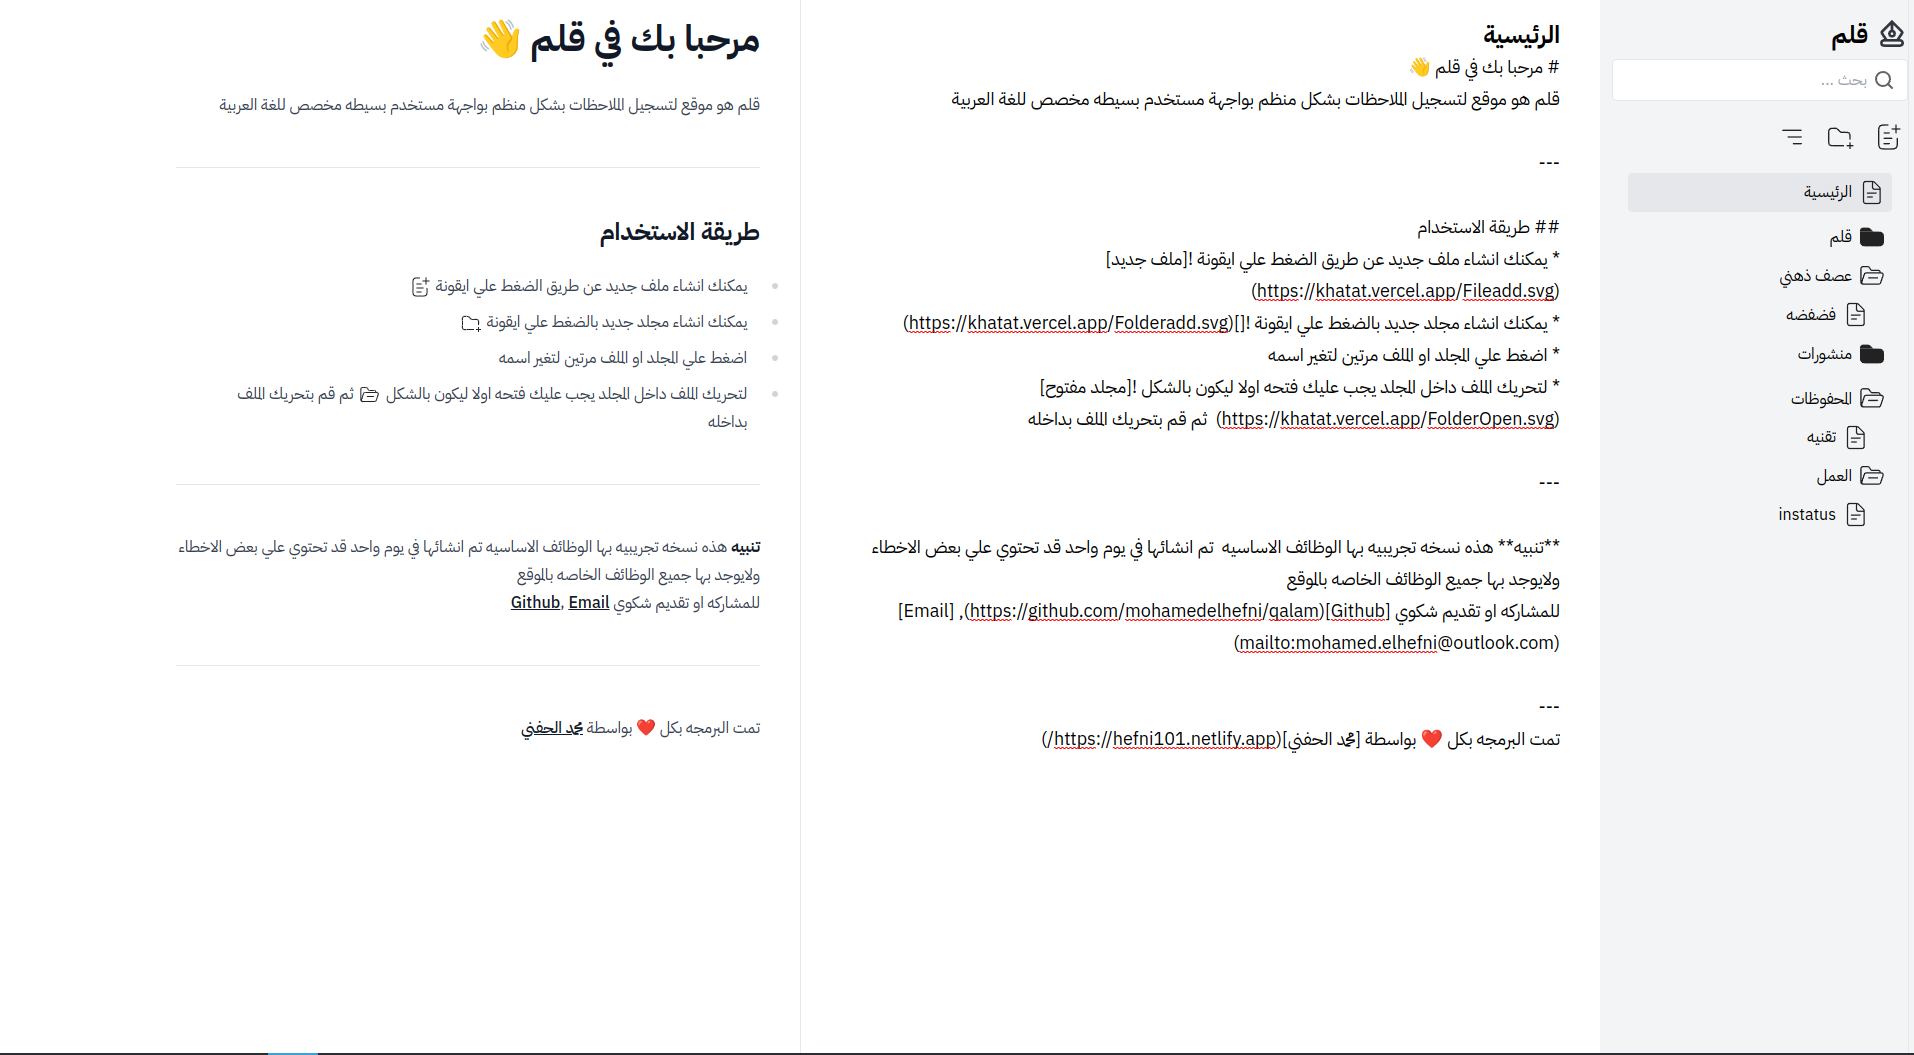 قلم
بحث ...
الرئيسية
قلم
عصف ذهني
فضفضه
منشورات
المحفوظات
تقنيه
العمل
instatus
الرئيسية
# مرحبا بك في قلم 👋
قلم هو موقع لتسجيل الملاحظات بشكل منظم بواجهة مستخدم بسيطه مخصص للغة العربية
---
## طريقة الاستخدام
* يمكنك انشاء ملف جديد عن طريق الضغط علي ايقونة ![ملف جديد]
(https://khatat.vercel.app/Fileadd.svg)
* يمكنك انشاء مجلد جديد بالضغط علي ايقونة ![](https://khatat.vercel.app/Folderadd.svg)
* اضغط علي المجلد او الملف مرتين لتغير اسمه
* لتحريك الملف داخل المجلد يجب عليك فتحه اولا ليكون بالشكل ![مجلد مفتوح]
(https://khatat.vercel.app/FolderOpen.svg) ثم قم بتحريك الملف بداخله
---
**تنبيه** هذه نسخه تجريبيه بها الوظائف الاساسيه تم انشائها في يوم واحد قد تحتوي علي بعض الاخطاء
ولايوجد بها جميع الوظائف الخاصه بالموقع
للمشاركه او تقديم شكوي [Github](https://github.com/mohamedelhefni/qalam), [Email]
(mailto:mohamed.elhefni@outlook.com)
---
تمت البرمجه بكل ❤️ بواسطة [محمد الحفني](https://hefni101.netlify.app/)
مرحبا بك في قلم 👋
قلم هو موقع لتسجيل الملاحظات بشكل منظم بواجهة مستخدم بسيطه مخصص للغة العربية
طريقة الاستخدام
يمكنك انشاء ملف جديد عن طريق الضغط علي ايقونة
يمكنك انشاء مجلد جديد بالضغط علي ايقونة
اضغط علي المجلد او الملف مرتين لتغير اسمه
لتحريك الملف داخل المجلد يجب عليك فتحه اولا ليكون بالشكل ثم قم بتحريك الملف
بداخله
تنبيه هذه نسخه تجريبيه بها الوظائف الاساسيه تم انشائها في يوم واحد قد تحتوي علي بعض الاخطاء
ولايوجد بها جميع الوظائف الخاصه بالموقع
للمشاركه او تقديم شكوي Github, Email
تمت البرمجه بكل ❤️ بواسطة محمد الحفني